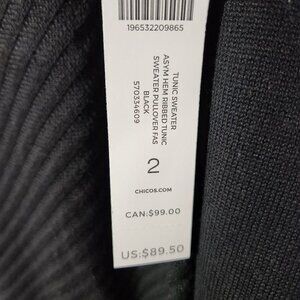 196532209865
TUNIC SWEATER
ASYM HEM RIBBED TUNIC
SWEATER PULLOVER FAS
570334609
BLACK
2
CHICOS.COM
CAN:$99.00
US:$89.50